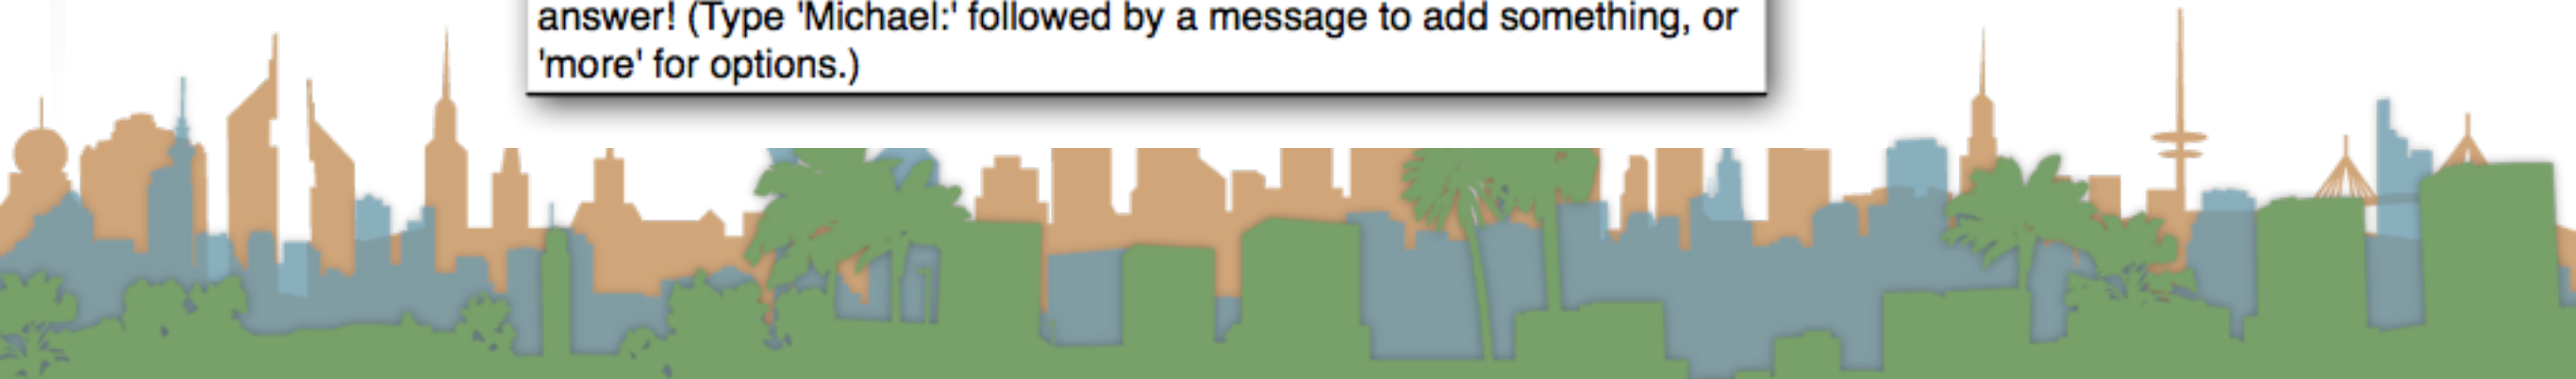 answer! (Type 'Michael:' followed by a message to add something, or
'more' for options.)